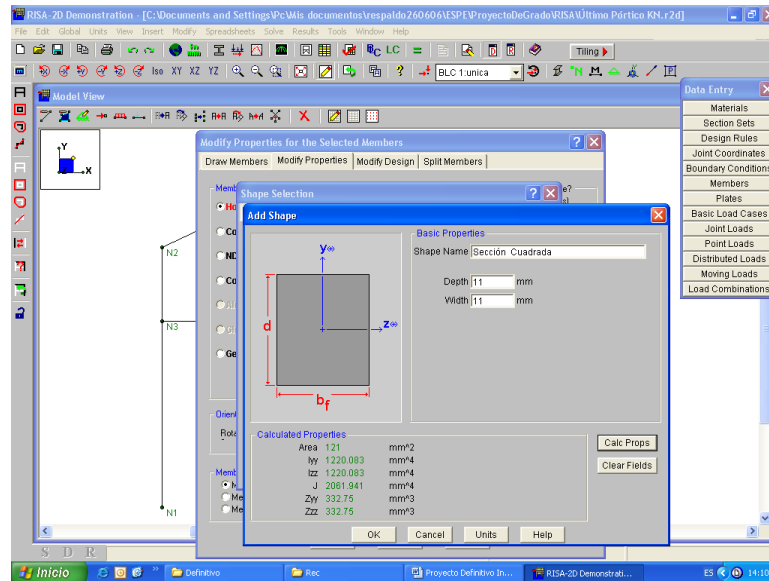 RISA-2D Demonstration - [C:\Documents and Settings\Pc\Mis documentos\respaldo260606\ESPE\ProyectoDeGrado\RISA\Último Pórtico KN.r2d]
File Edit Global Units View Insert Modify Spreadsheets Solve Results Tools Window Help
LC = Tiling
Iso XY XZ YZ BLC 1:unica
Model View
Data Entry
Materials
Section Sets
Design Rules
Joint Coordinates
Boundary Conditions
Members
Plates
Basic Load Cases
Joint Loads
Point Loads
Distributed Loads
Moving Loads
Load Combinations
Y
X
N2
N3
N1
Modify Properties for the Selected Members
Draw Members Modify Properties Modify Design Split Members
Shape Selection
Add Shape
y
z
d
bf
Basic Properties
Shape Name Sección Cuadrada
Depth 11 mm
Width 11 mm
Calculated Properties
Area 121 mm^2
Iyy 1220.083 mm^4
Izz 1220.083 mm^4
J 2061.941 mm^4
Zyy 332.75 mm^3
Zzz 332.75 mm^3
Calc Props
Clear Fields
OK Cancel Units Help
S D R
Inicio Definitivo Rec Proyecto Definitivo In... RISA-2D Demonstrati... ES 14:10